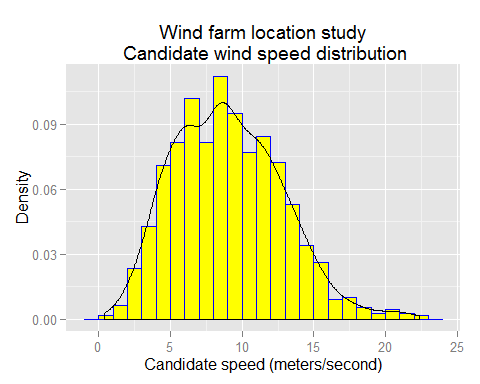 Wind farm location study
Candidate wind speed distribution
Density
0.09
0.06
0.03
0.00
0 5 10 15 20 25
Candidate speed (meters/second)